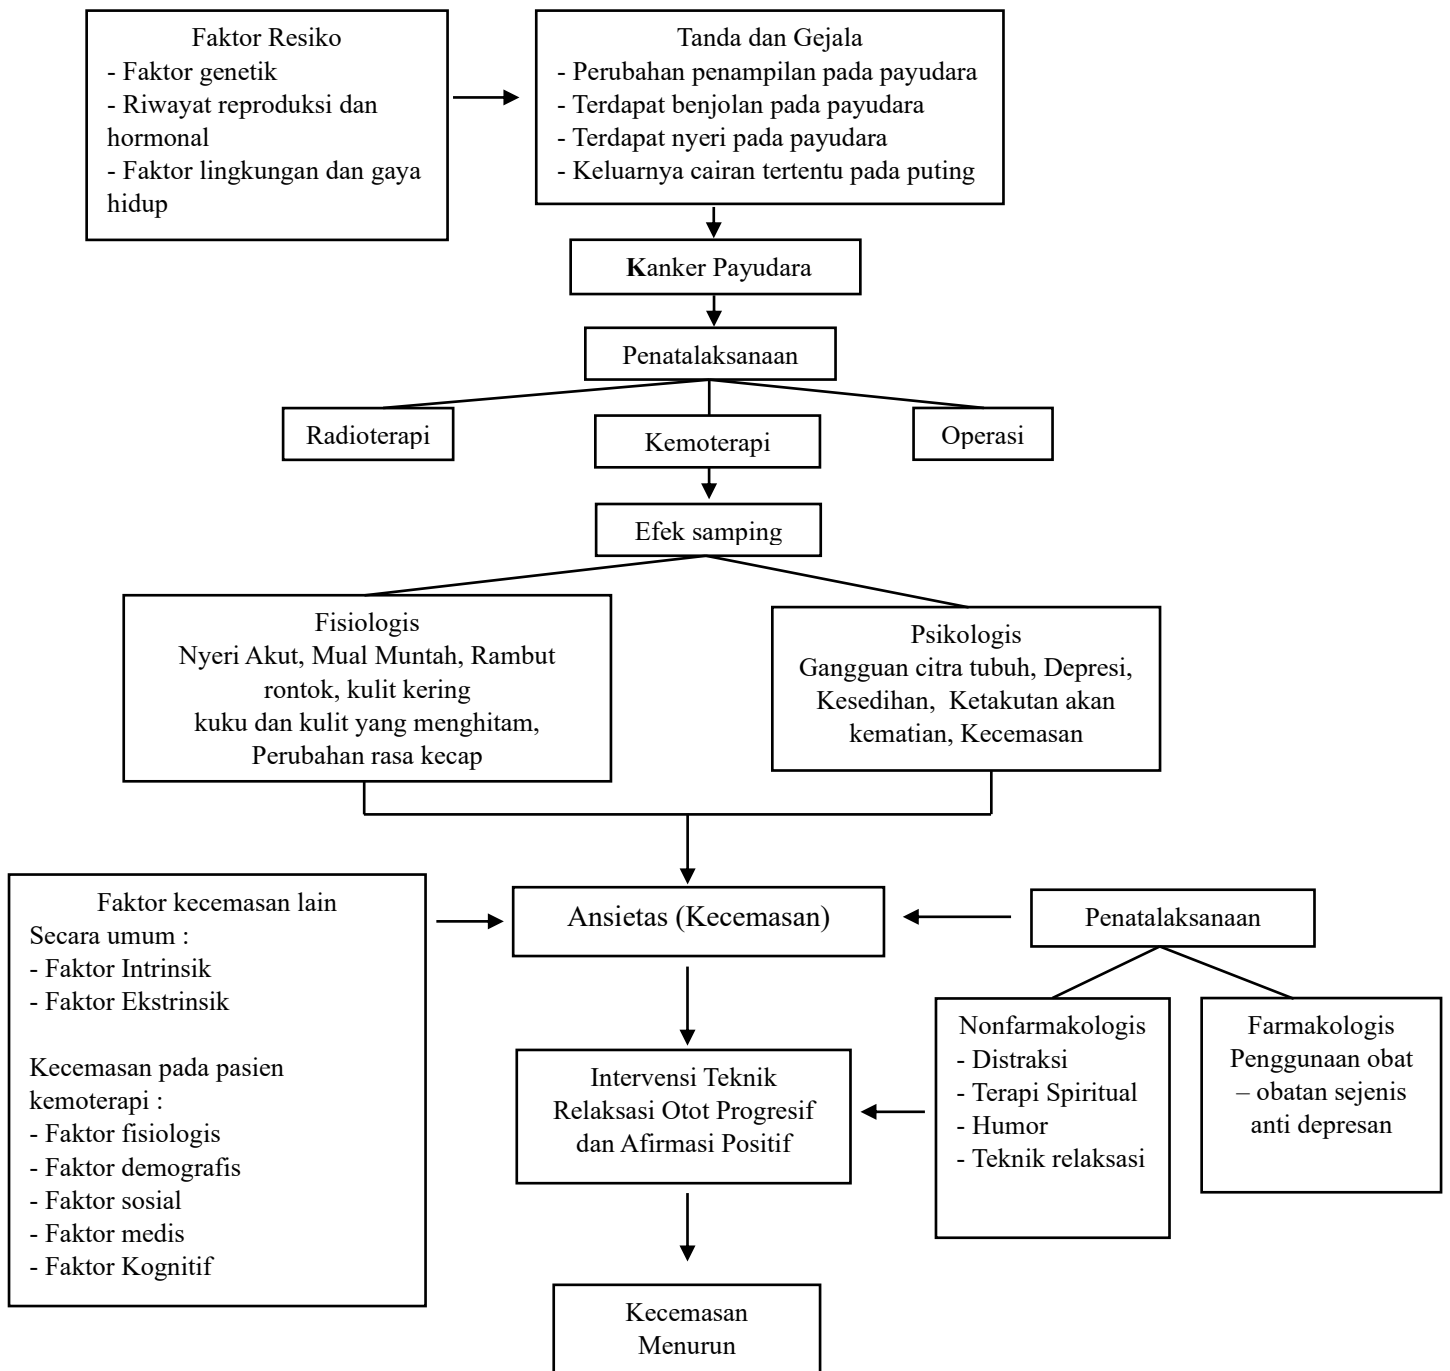 Faktor Resiko
- Faktor genetik
- Riwayat reproduksi dan
hormonal
- Faktor lingkungan dan gaya
hidup
Tanda dan Gejala
- Perubahan penampilan pada payudara
- Terdapat benjolan pada payudara
- Terdapat nyeri pada payudara
- Keluarnya cairan tertentu pada puting
Kanker Payudara
Penatalaksanaan
Radioterapi
Kemoterapi
Operasi
Efek samping
Fisiologis
Nyeri Akut, Mual Muntah, Rambut
rontok, kulit kering
kuku dan kulit yang menghitam,
Perubahan rasa kecap
Psikologis
Gangguan citra tubuh, Depresi,
Kesedihan,  Ketakutan akan
kematian, Kecemasan
Faktor kecemasan lain
Secara umum :
- Faktor Intrinsik
- Faktor Ekstrinsik
Kecemasan pada pasien
kemoterapi :
- Faktor fisiologis
- Faktor demografis
- Faktor sosial
- Faktor medis
- Faktor Kognitif
Ansietas (Kecemasan)
Penatalaksanaan
Nonfarmakologis
- Distraksi
- Terapi Spiritual
- Humor
- Teknik relaksasi
Farmakologis
Penggunaan obat
– obatan sejenis
anti depresan
Intervensi Teknik
Relaksasi Otot Progresif
dan Afirmasi Positif
Kecemasan
Menurun